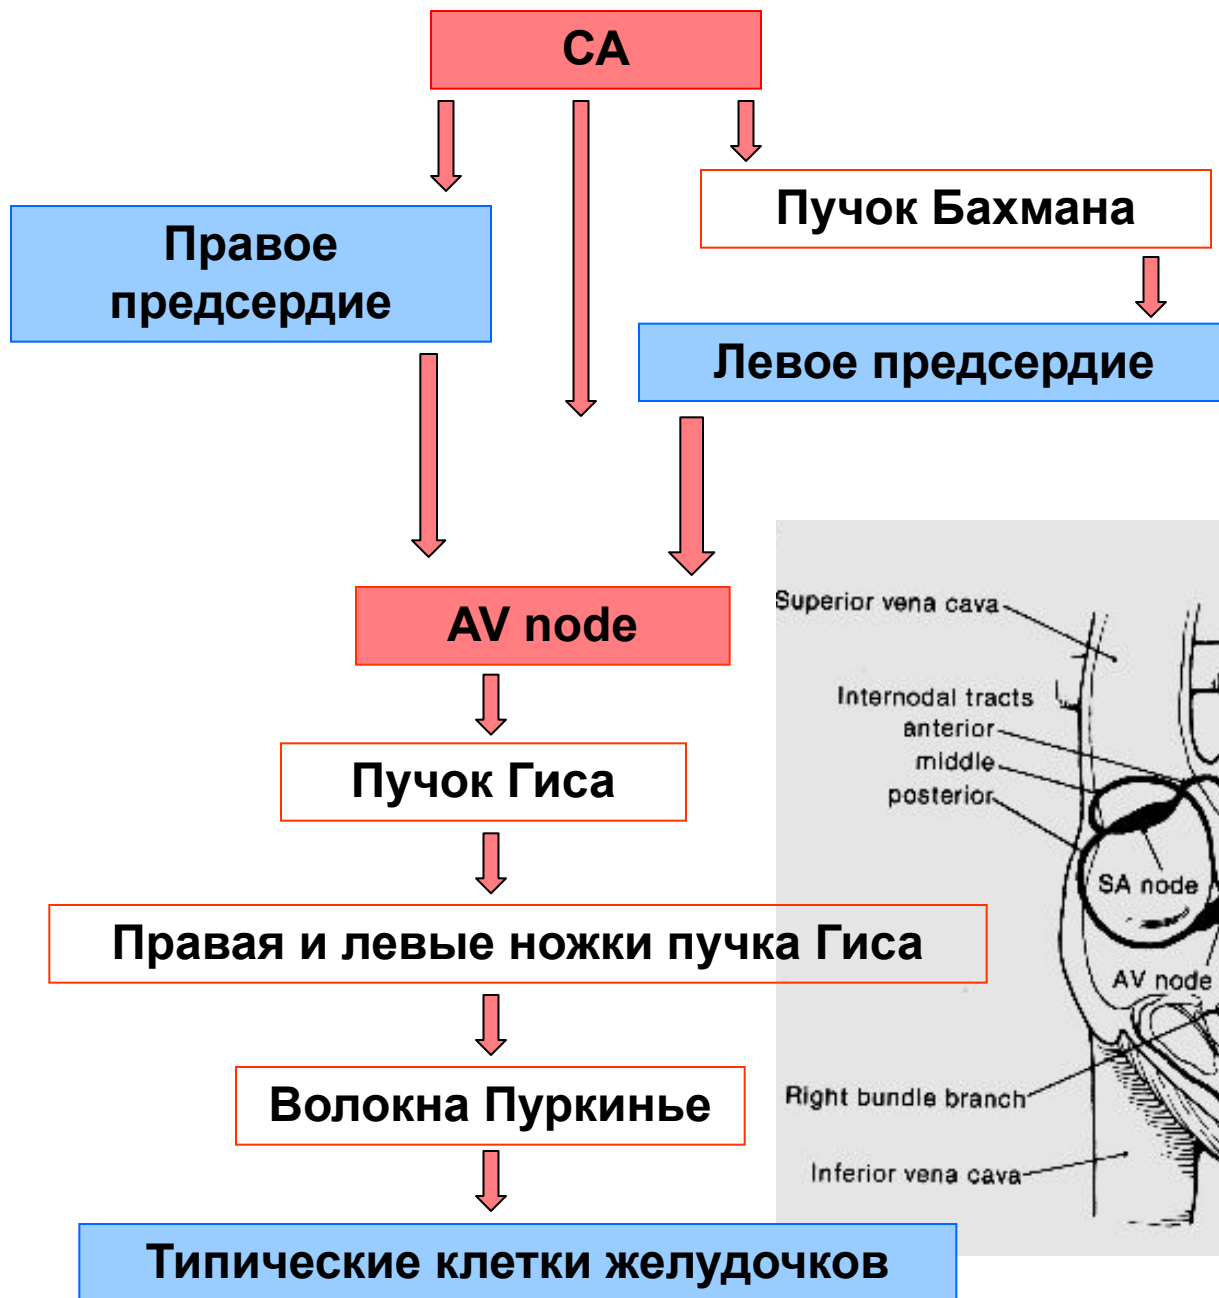 СА
Пучок Бахмана
Правое
предсердие
Левое предсердие
AV node
Пучок Гиса
Правая и левые ножки пучка Гиса
Волокна Пуркинье
Типические клетки желудочков
Superior vena cava
Internodal tracts
anterior
middle
posterior
SA node
AV node
Right bundle branch
Inferior vena cava